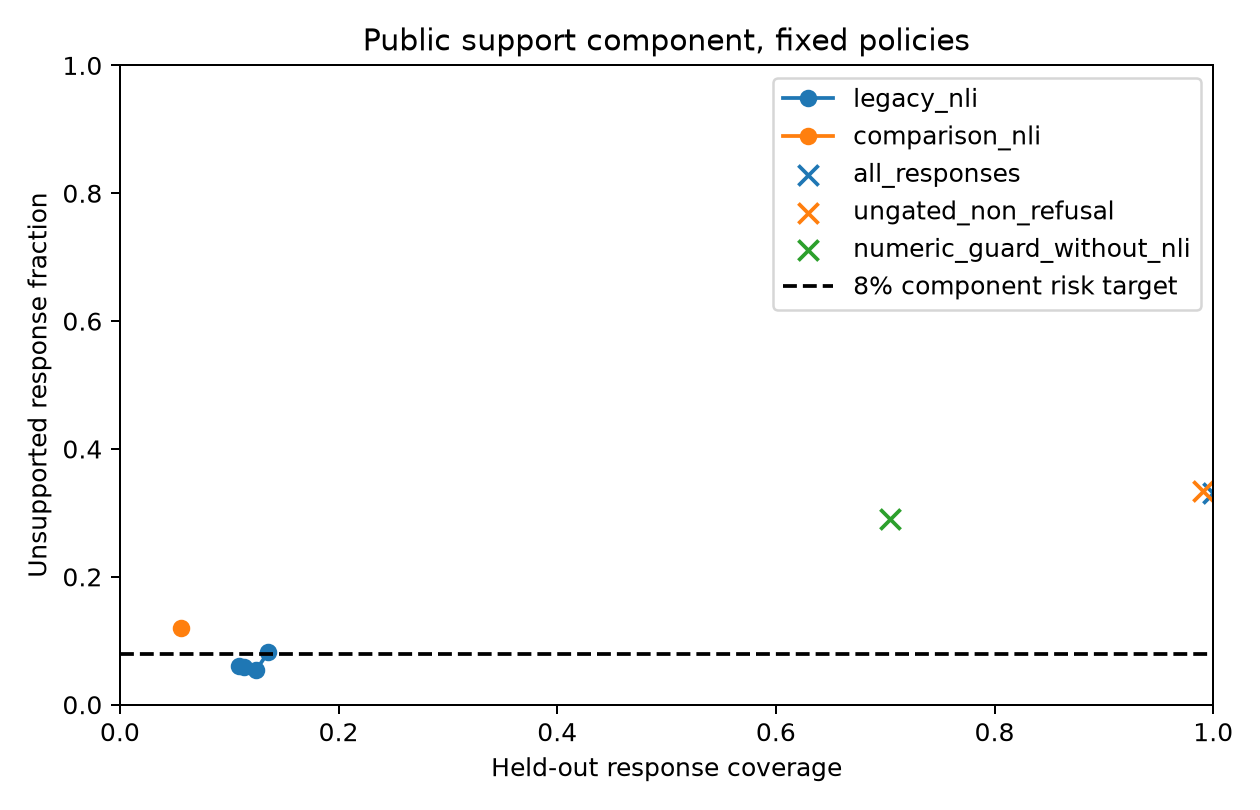 Public support component, fixed policies
1.0
0.8
0.6
0.4
0.2
0.0
Unsupported response fraction
legacy_nli
comparison_nli
all_responses
ungated_non_refusal
numeric_guard_without_nli
8% component risk target
0.0 0.2 0.4 0.6 0.8 1.0
Held-out response coverage